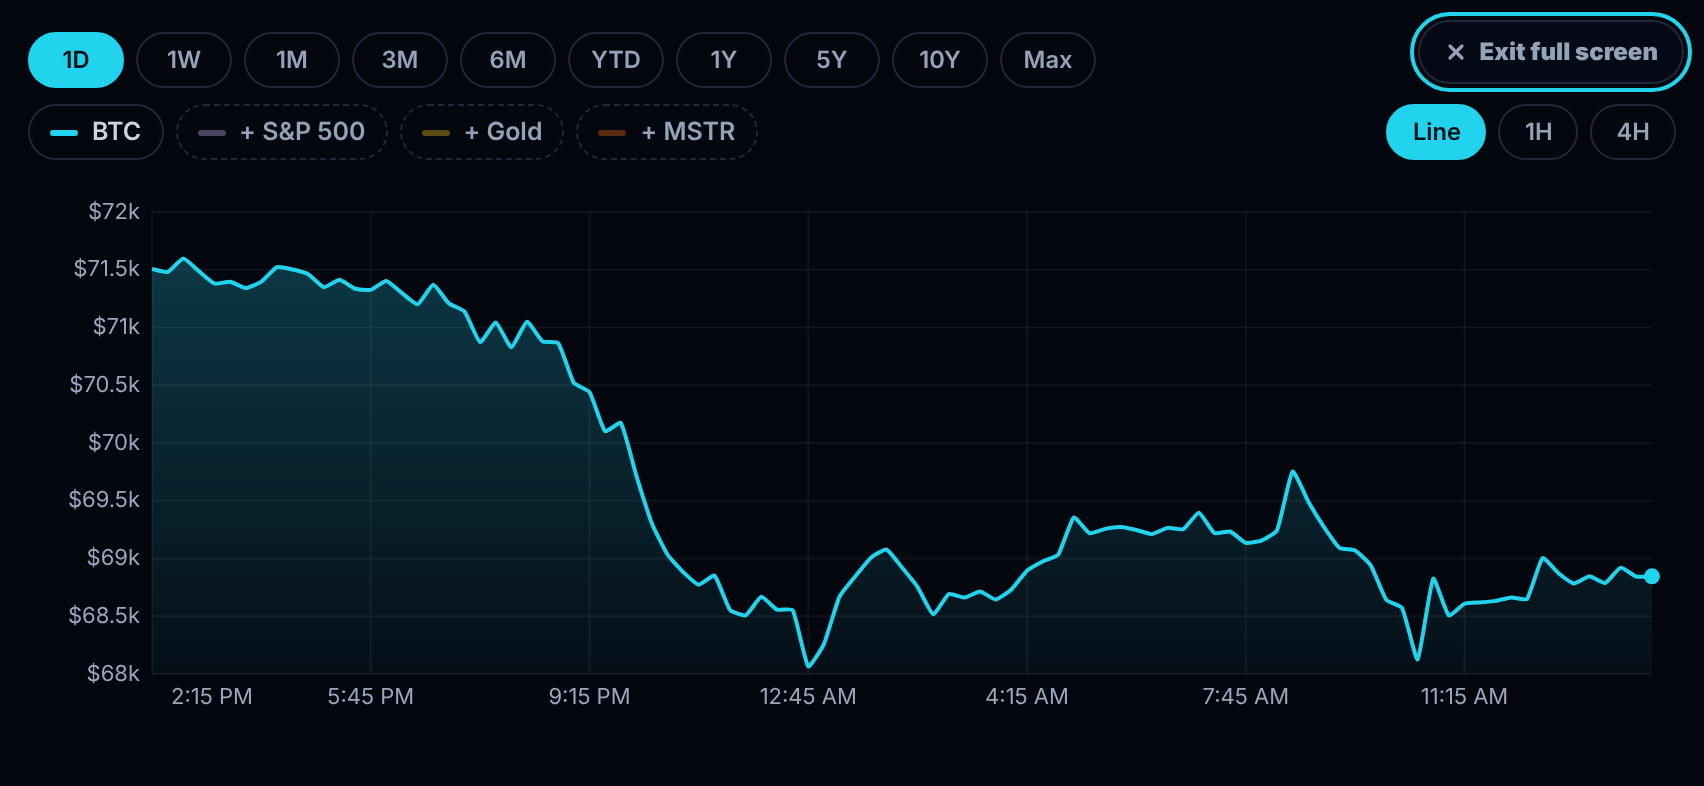 1D 1W 1M 3M 6M YTD 1Y 5Y 10Y Max
× Exit full screen
BTC + S&P 500 + Gold + MSTR
Line 1H 4H
$72k
$71.5k
$71k
$70.5k
$70k
$69.5k
$69k
$68.5k
$68k
2:15 PM 5:45 PM 9:15 PM 12:45 AM 4:15 AM 7:45 AM 11:15 AM